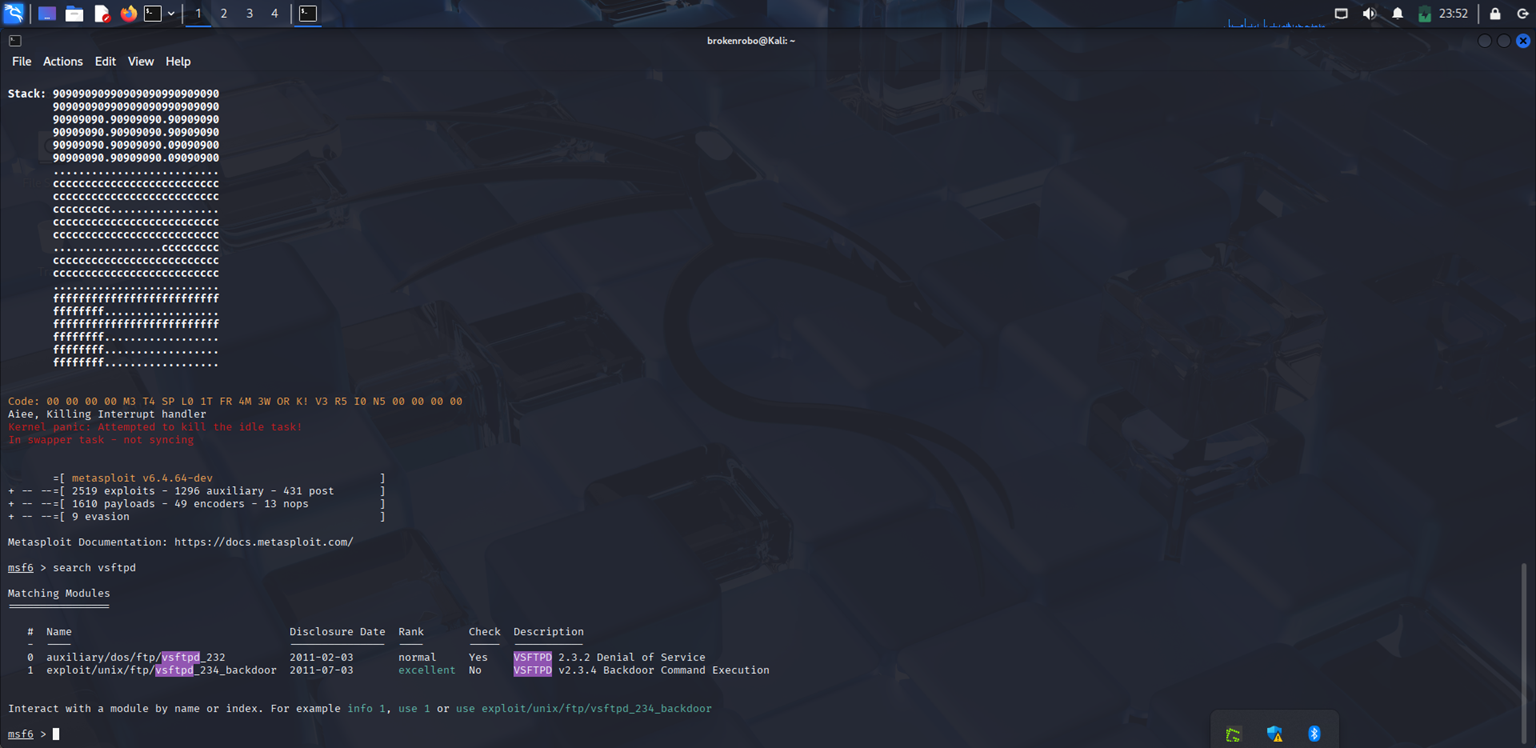 1 2 3 4 23:52
brokenrobo@Kali: ~
File Actions Edit View Help
Stack: 90909090990909090990909090
90909090990909090990909090
90909090.90909090.90909090
90909090.90909090.90909090
90909090.90909090.09090900
90909090.90909090.09090900
..........................
cccccccccccccccccccccccccc
cccccccccccccccccccccccccc
ccccccccc.................
cccccccccccccccccccccccccc
cccccccccccccccccccccccccc
.................ccccccccc
cccccccccccccccccccccccccc
cccccccccccccccccccccccccc
..........................
ffffffffffffffffffffffffff
ffffffff..................
ffffffffffffffffffffffffff
ffffffff..................
ffffffff..................
ffffffff..................
Code: 00 00 00 00 M3 T4 SP L0 1T FR 4M 3W OR K! V3 R5 I0 N5 00 00 00 00
Aiee, Killing Interrupt handler
Kernel panic: Attempted to kill the idle task!
In swapper task - not syncing
=[ metasploit v6.4.64-dev ]
+ -- --=[ 2519 exploits - 1296 auxiliary - 431 post ]
+ -- --=[ 1610 payloads - 49 encoders - 13 nops ]
+ -- --=[ 9 evasion ]
Metasploit Documentation: https://docs.metasploit.com/
msf6 > search vsftpd
Matching Modules
================
# Name Disclosure Date Rank Check Description
- ---- --------------- ---- ----- -----------
0 auxiliary/dos/ftp/vsftpd_232 2011-02-03 normal Yes VSFTPD 2.3.2 Denial of Service
1 exploit/unix/ftp/vsftpd_234_backdoor 2011-07-03 excellent No VSFTPD v2.3.4 Backdoor Command Execution
Interact with a module by name or index. For example info 1, use 1 or use exploit/unix/ftp/vsftpd_234_backdoor
msf6 >